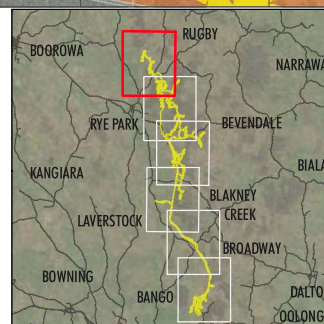 RUGBY
BOOROWA
NARRAWA
RYE PARK
BEVENDALE
BIALA
KANGIARA
BLAKNEY
CREEK
LAVERSTOCK
BROADWAY
BOWNING
BANGO
DALTO
OOLONG